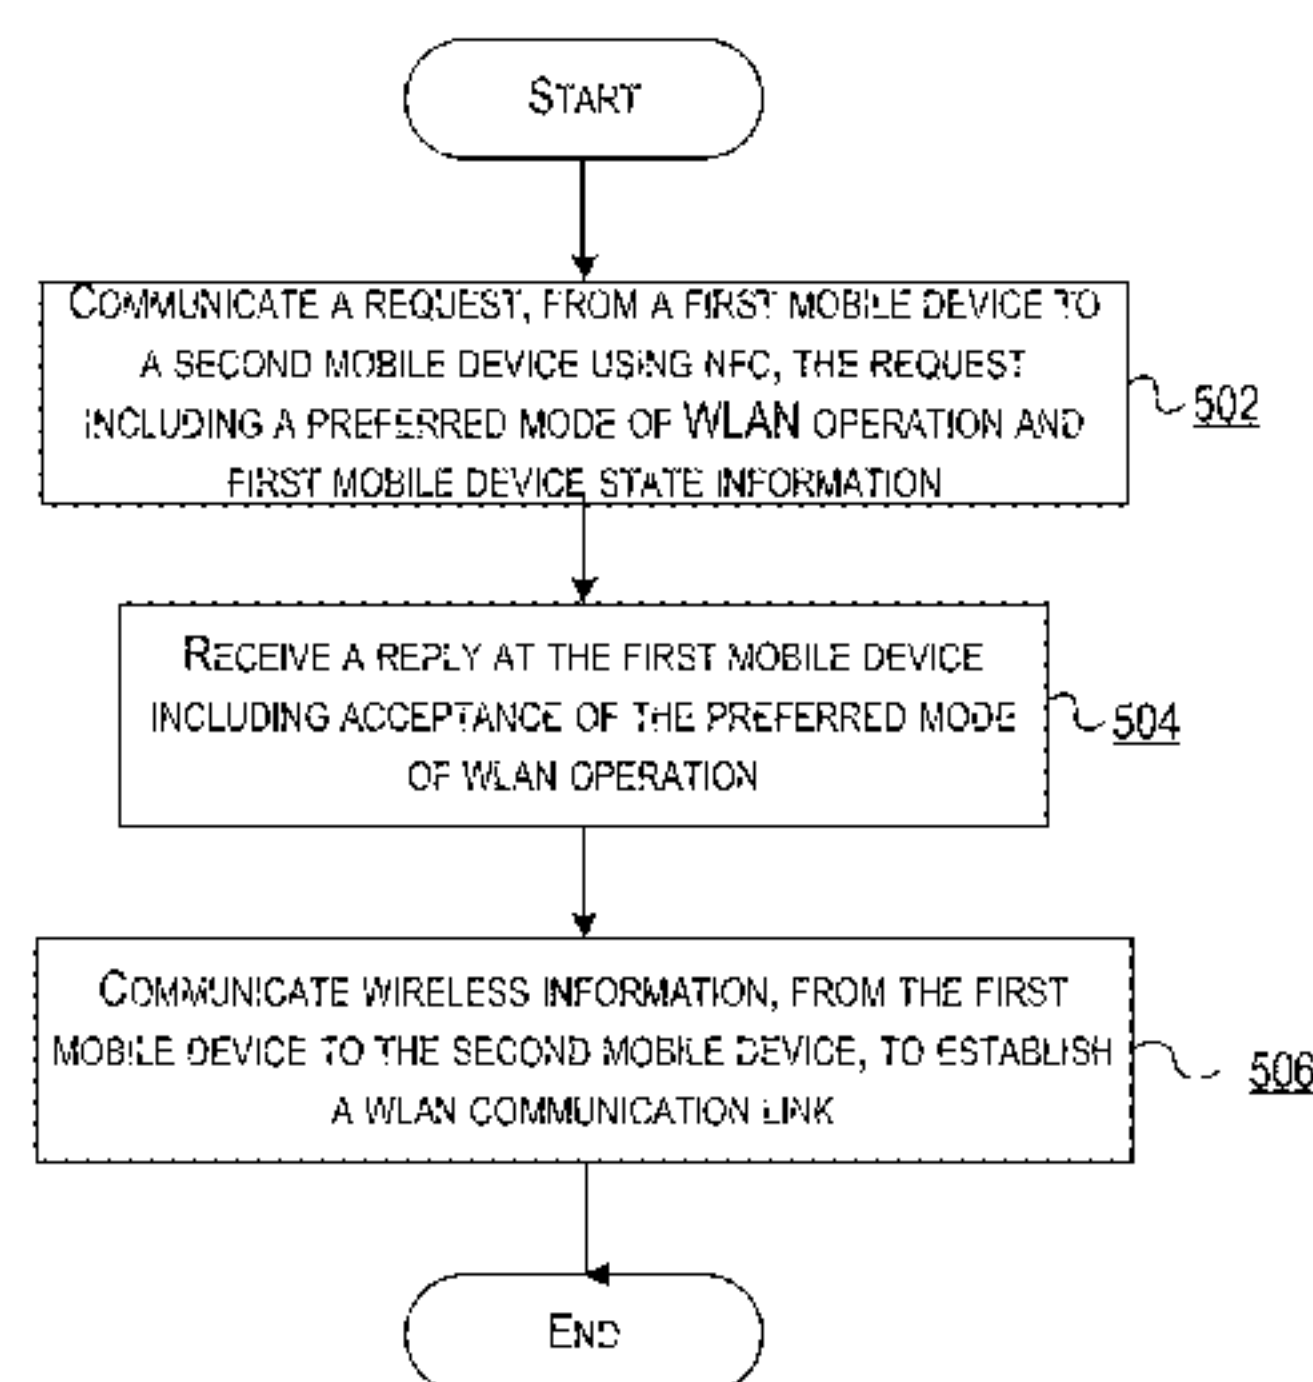 START
COMMUNICATE A REQUEST, FROM A FIRST MOBILE DEVICE TO
A SECOND MOBILE DEVICE USING NFC, THE REQUEST
INCLUDING A PREFERRED MODE OF WLAN OPERATION AND
FIRST MOBILE DEVICE STATE INFORMATION
502
RECEIVE A REPLY AT THE FIRST MOBILE DEVICE
INCLUDING ACCEPTANCE OF THE PREFERRED MODE
OF WLAN OPERATION
504
COMMUNICATE WIRELESS INFORMATION, FROM THE FIRST
MOBILE DEVICE TO THE SECOND MOBILE DEVICE, TO ESTABLISH
A WLAN COMMUNICATION LINK
506
END